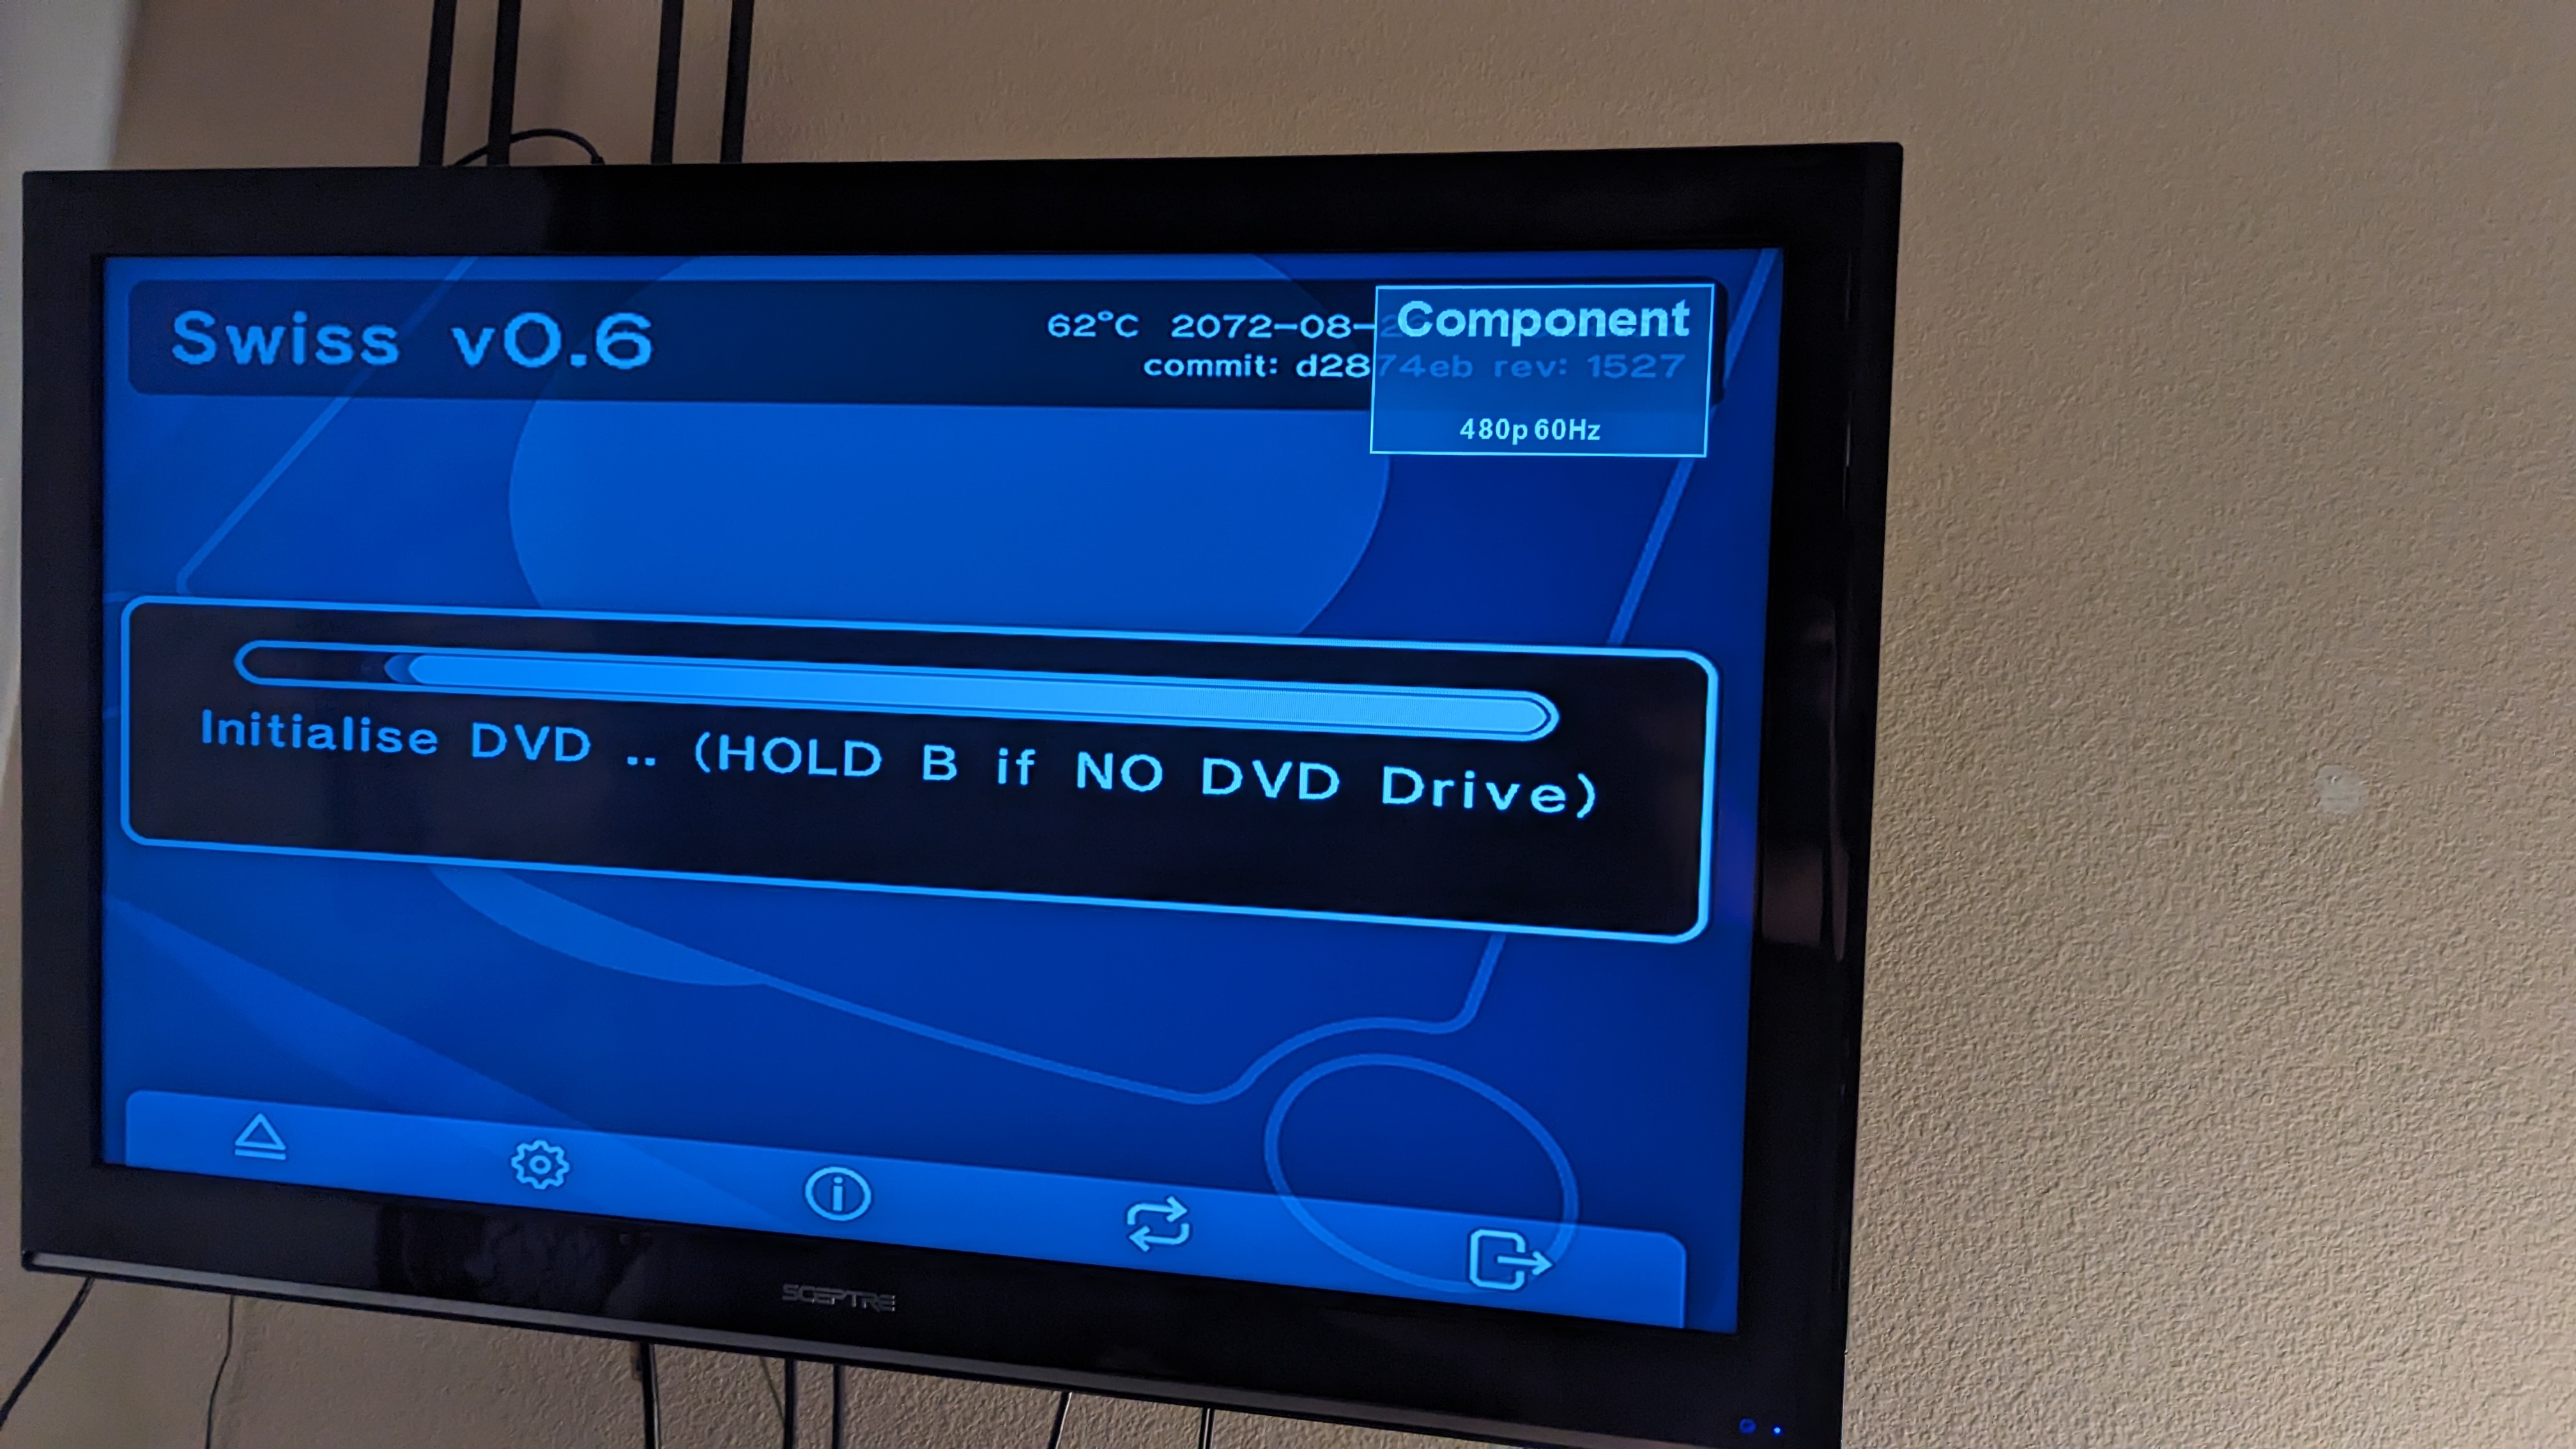 Swiss v0.6
62°C 2072-08-
commit: d2874eb rev: 1527
Component
480p 60Hz
Initialise DVD .. (HOLD B if NO DVD Drive)
SCEPTRE